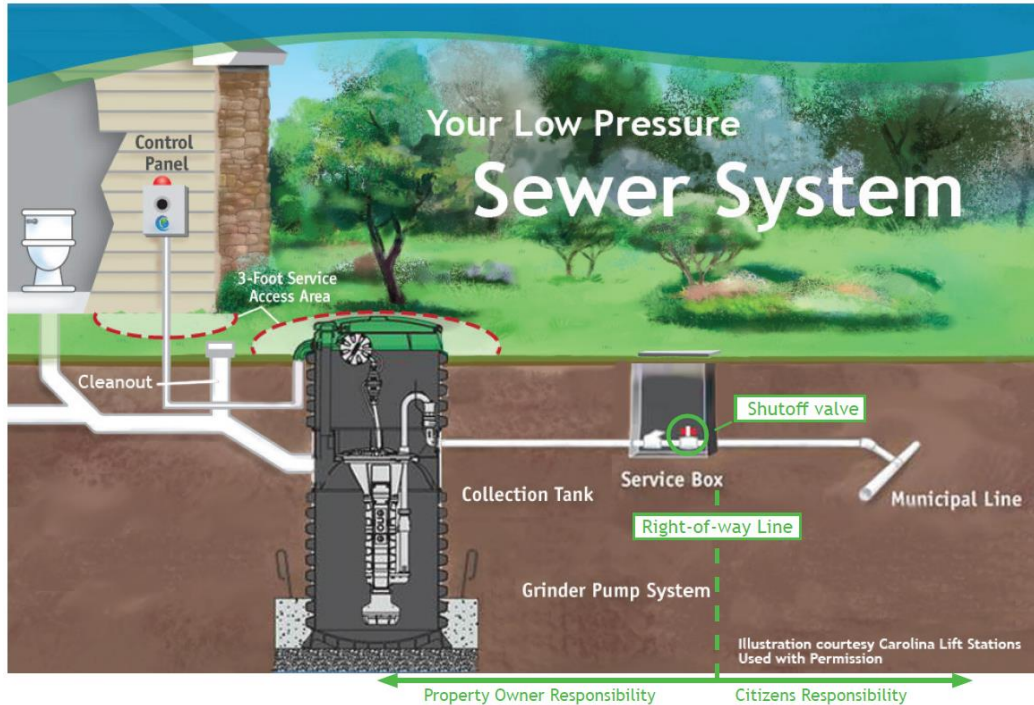 Your Low Pressure
Sewer System
Control
Panel
3-Foot Service
Access Area
Cleanout
Shutoff valve
Service Box
Collection Tank
Municipal Line
Right-of-way Line
Grinder Pump System
Illustration courtesy Carolina Lift Stations
Used with Permission
Property Owner Responsibility
Citizens Responsibility